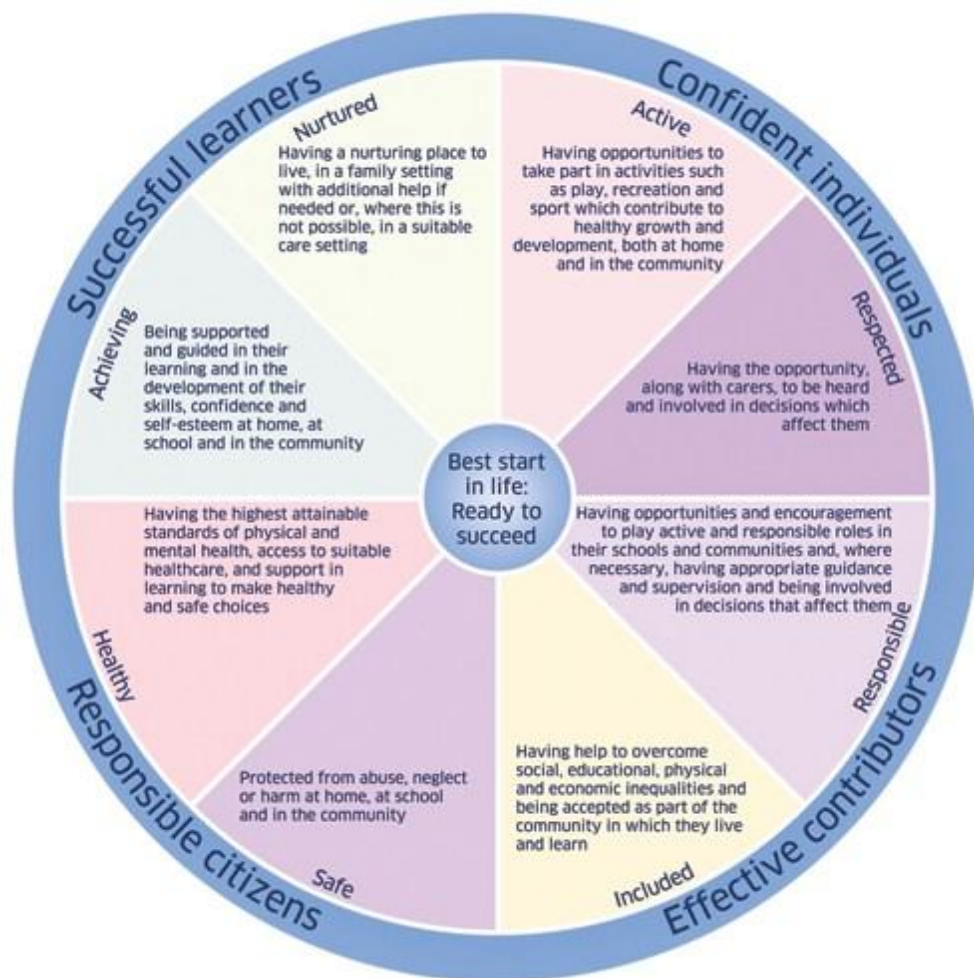 Successful learners
Confident individuals
Nurtured
Having a nurturing place to
live, in a family setting
with additional help if
needed or, where this is
not possible, in a suitable
care setting
Active
Having opportunities to
take part in activities such
as play, recreation and
sport which contribute to
healthy growth and
development, both at home
and in the community
Achieving
Being supported
and guided in their
learning and in the
development of their
skills, confidence and
self-esteem at home, at
school and in the community
Respected
Having the opportunity,
along with carers, to be heard
and involved in decisions which
affect them
Best start
in life:
Ready to
succeed
Healthy
Having the highest attainable
standards of physical and
mental health, access to suitable
healthcare, and support in
learning to make healthy
and safe choices
Having opportunities and encouragement
to play active and responsible roles in
their schools and communities and, where
necessary, having appropriate guidance
and supervision and being involved
in decisions that affect them
Responsible
Protected from abuse, neglect
or harm at home, at school
and in the community
Safe
Having help to overcome
social, educational, physical
and economic inequalities and
being accepted as part of the
community in which they live
and learn
Included
Responsible citizens
Effective contributors